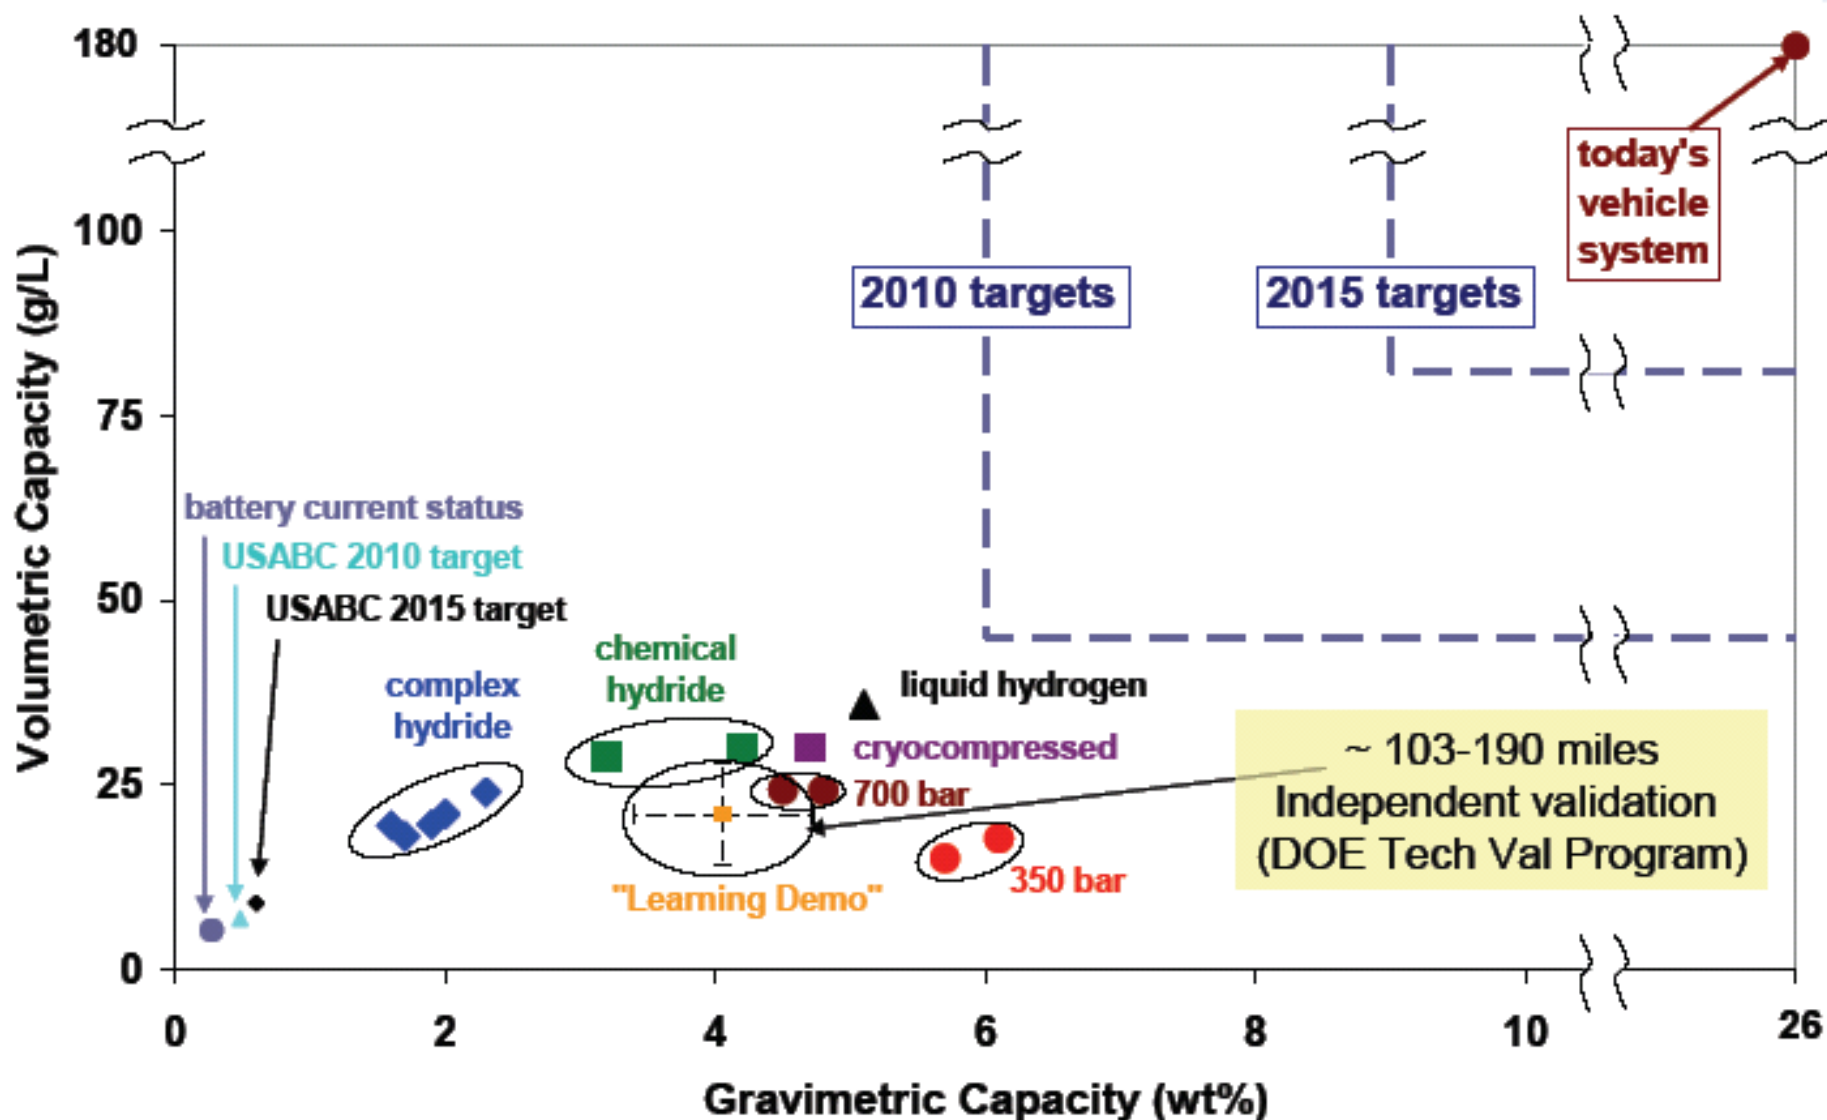 180
100
75
50
25
0
Volumetric Capacity (g/L)
today's
vehicle
system
2010 targets
2015 targets
battery current status
USABC 2010 target
USABC 2015 target
complex
hydride
chemical
hydride
liquid hydrogen
cryocompressed
700 bar
350 bar
"Learning Demo"
~ 103-190 miles
Independent validation
(DOE Tech Val Program)
0 2 4 6 8 10 26
Gravimetric Capacity (wt%)